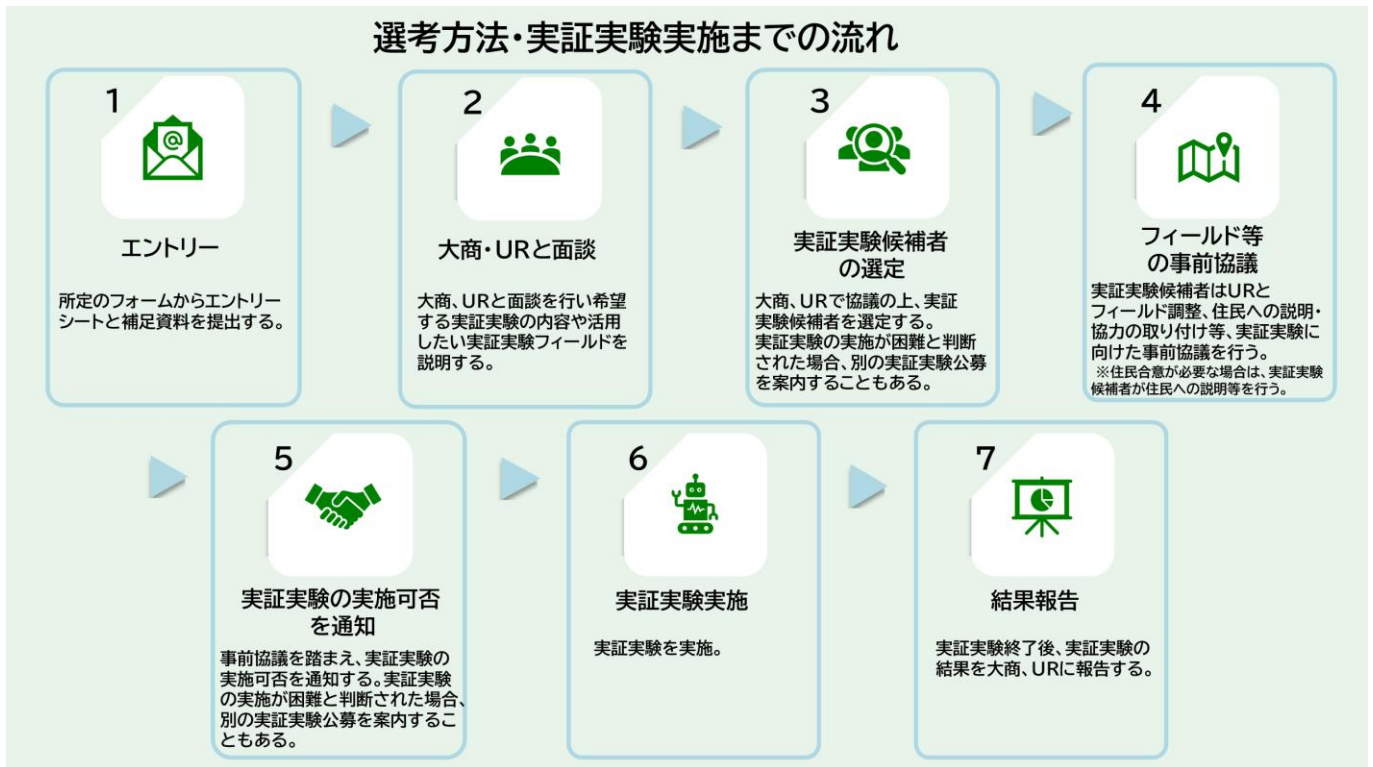 選考方法・実証実験実施までの流れ
1
@
エントリー
所定のフォームからエントリー
シートと補足資料を提出する。
2
大商・URと面談
大商、URと面談を行い希望
する実証実験の内容や活用
したい実証実験フィールドを
説明する。
3
実証実験候補者
の選定
大商、URで協議の上、実証
実験候補者を選定する。
実証実験の実施が困難と判断
された場合、別の実証実験公募
を案内することもある。
4
フィールド等
の事前協議
実証実験候補者はURと
フィールド調整、住民への説明・
協力の取り付け等、実証実験に
向けた事前協議を行う。
※住民合意が必要な場合は、実証実験
候補者が住民への説明等を行う。
5
実証実験の実施可否
を通知
事前協議を踏まえ、実証実験の
実施可否を通知する。実証実験
の実施が困難と判断された場合、
別の実証実験公募を案内するこ
ともある。
6
実証実験実施
実証実験を実施。
7
結果報告
実証実験終了後、実証実験の
結果を大商、URに報告する。